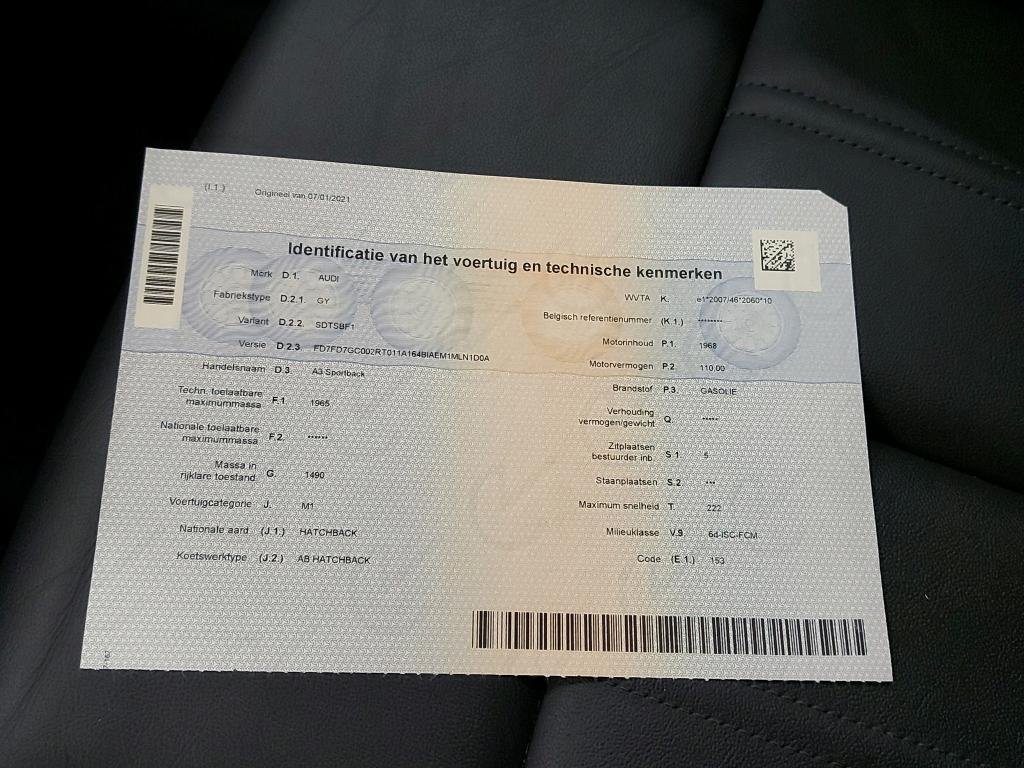 (I.1.) Origineel van 07/01/2021
Identificatie van het voertuig en technische kenmerken
Merk D.1. AUDI
Fabriekstype D.2.1. GY
Variant D.2.2. SDTSBF1
Versie D.2.3. FD7FD7GC002RT011A164BIAEM1MLN1D0A
Handelsnaam D.3. A3 Sportback
Techn. toelaatbare
maximummassa F.1. 1965
Nationale toelaatbare
maximummassa F.2. ******
Massa in
rijklare toestand G. 1490
Voertuigcategorie J. M1
Nationale aard (J.1.) HATCHBACK
Koetswerktype (J.2.) AB HATCHBACK
WVTA K. e1*2007/46*2060*10
Belgisch referentienummer (K.1.) ********
Motorinhoud P.1. 1968
Motorvermogen P.2. 110.00
Brandstof P.3. GASOLIE
Verhouding
vermogen/gewicht Q. *****
Zitplaatsen
bestuurder inb. S.1. 5
Staanplaatsen S.2. ***
Maximum snelheid T. 222
Milieuklasse V.9. 6d-ISC-FCM
Code (E.1.) 153